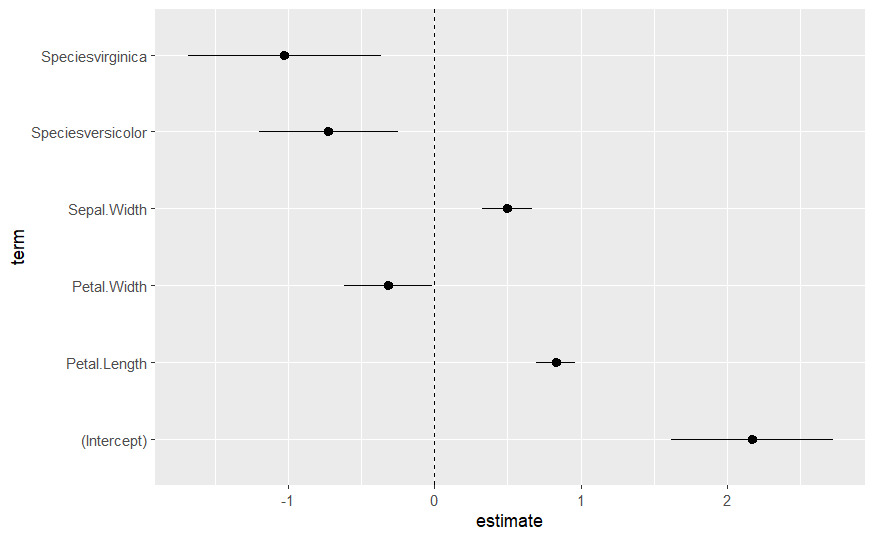 Speciesvirginica
Speciesversicolor
Sepal.Width
Petal.Width
Petal.Length
(Intercept)
term
-1 0 1 2
estimate